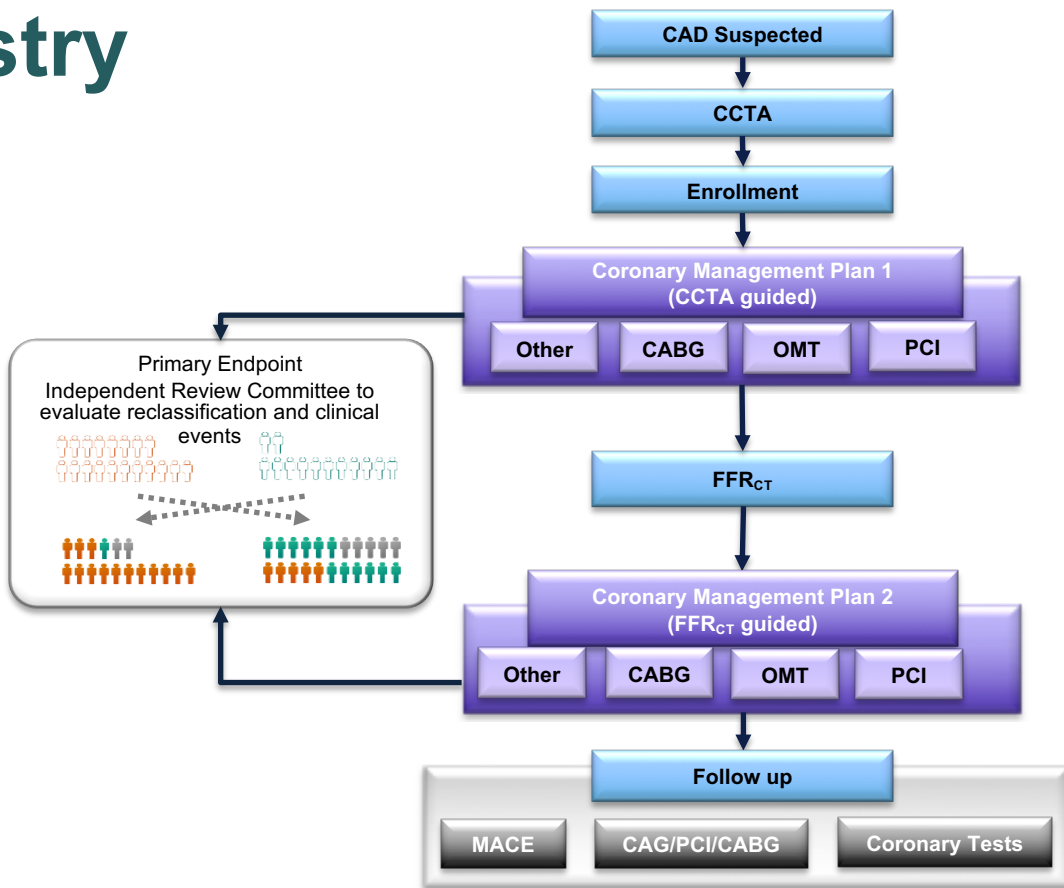 CAD Suspected
CCTA
Enrollment
Coronary Management Plan 1
(CCTA guided)
Other
CABG
OMT
PCI
Primary Endpoint
Independent Review Committee to
evaluate reclassification and clinical
events
FFRCT
Coronary Management Plan 2
(FFRCT guided)
Other
CABG
OMT
PCI
Follow up
MACE
CAG/PCI/CABG
Coronary Tests